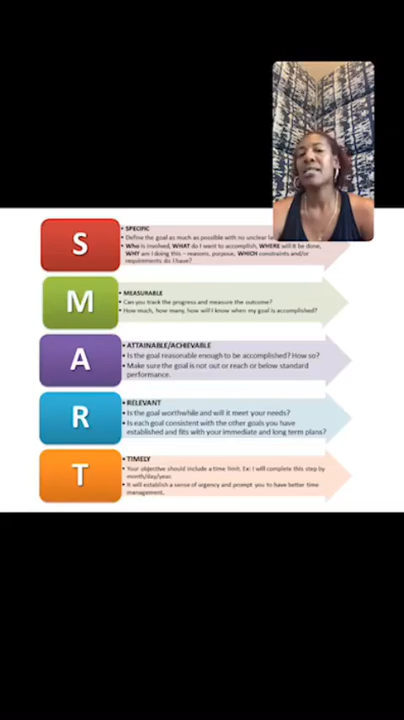 S
SPECIFIC
• Define the goal as much as possible with no unclear
Who is involved, WHAT do I want to accomplish, WHERE will it be done,
WHY am I doing this – reasons, purpose, WHICH constraints and/or
requirements do I have?
M
MEASURABLE
• Can you track the progress and measure the outcome?
• How much, how many, how will I know when my goal is accomplished?
A
• ATTAINABLE/ACHIEVABLE
• Is the goal reasonable enough to be accomplished? How so?
• Make sure the goal is not out or reach or below standard
performance.
R
• RELEVANT
• Is the goal worthwhile and will it meet your needs?
• Is each goal consistent with the other goals you have
established and fits with your immediate and long term plans?
T
• TIMELY
• Your objective should include a time limit. Ex: I will complete this step by
month/day/year.
• It will establish a sense of urgency and prompt you to have better time
management.